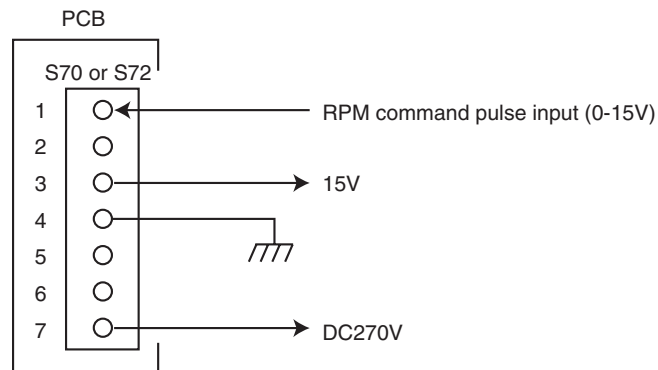 PCB
S70 or S72
1 RPM command pulse input (0-15V)
2
3 15V
4
5
6
7 DC270V